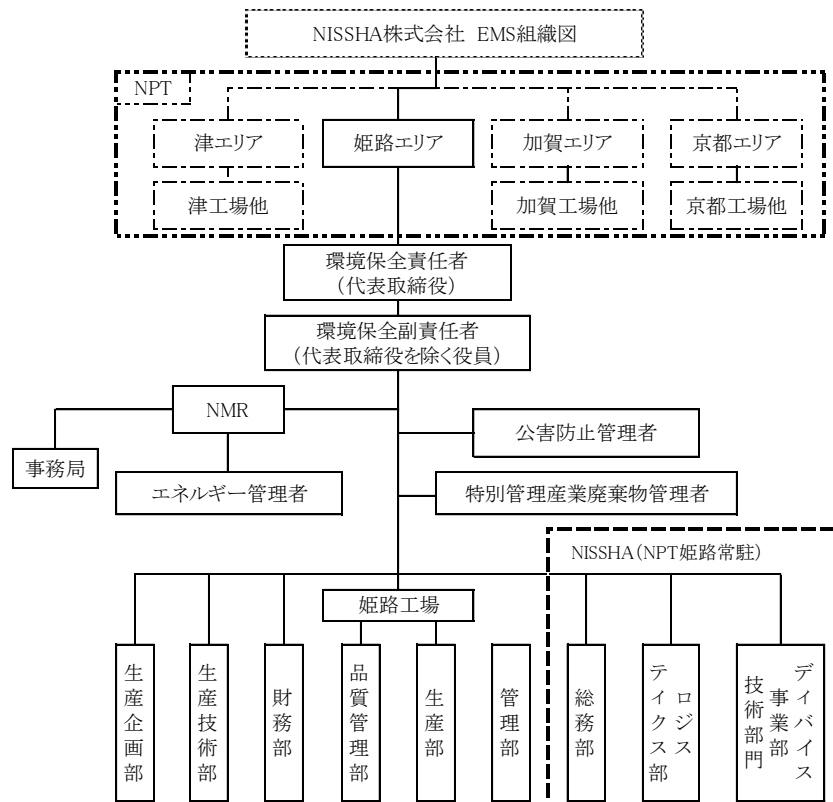 NISSHA株式会社 EMS組織図
NPT
津エリア
姫路エリア
加賀エリア
京都エリア
津工場他
加賀工場他
京都工場他
環境保全責任者
（代表取締役）
環境保全副責任者
（代表取締役を除く役員）
NMR
公害防止管理者
事務局
エネルギー管理者
特別管理産業廃棄物管理者
NISSHA（NPT姫路常駐）
姫路工場
生産企画部
生産技術部
財務部
品質管理部
生産部
管理部
総務部
ロジス
ティクス部
ディバイス
事業部
技術部門